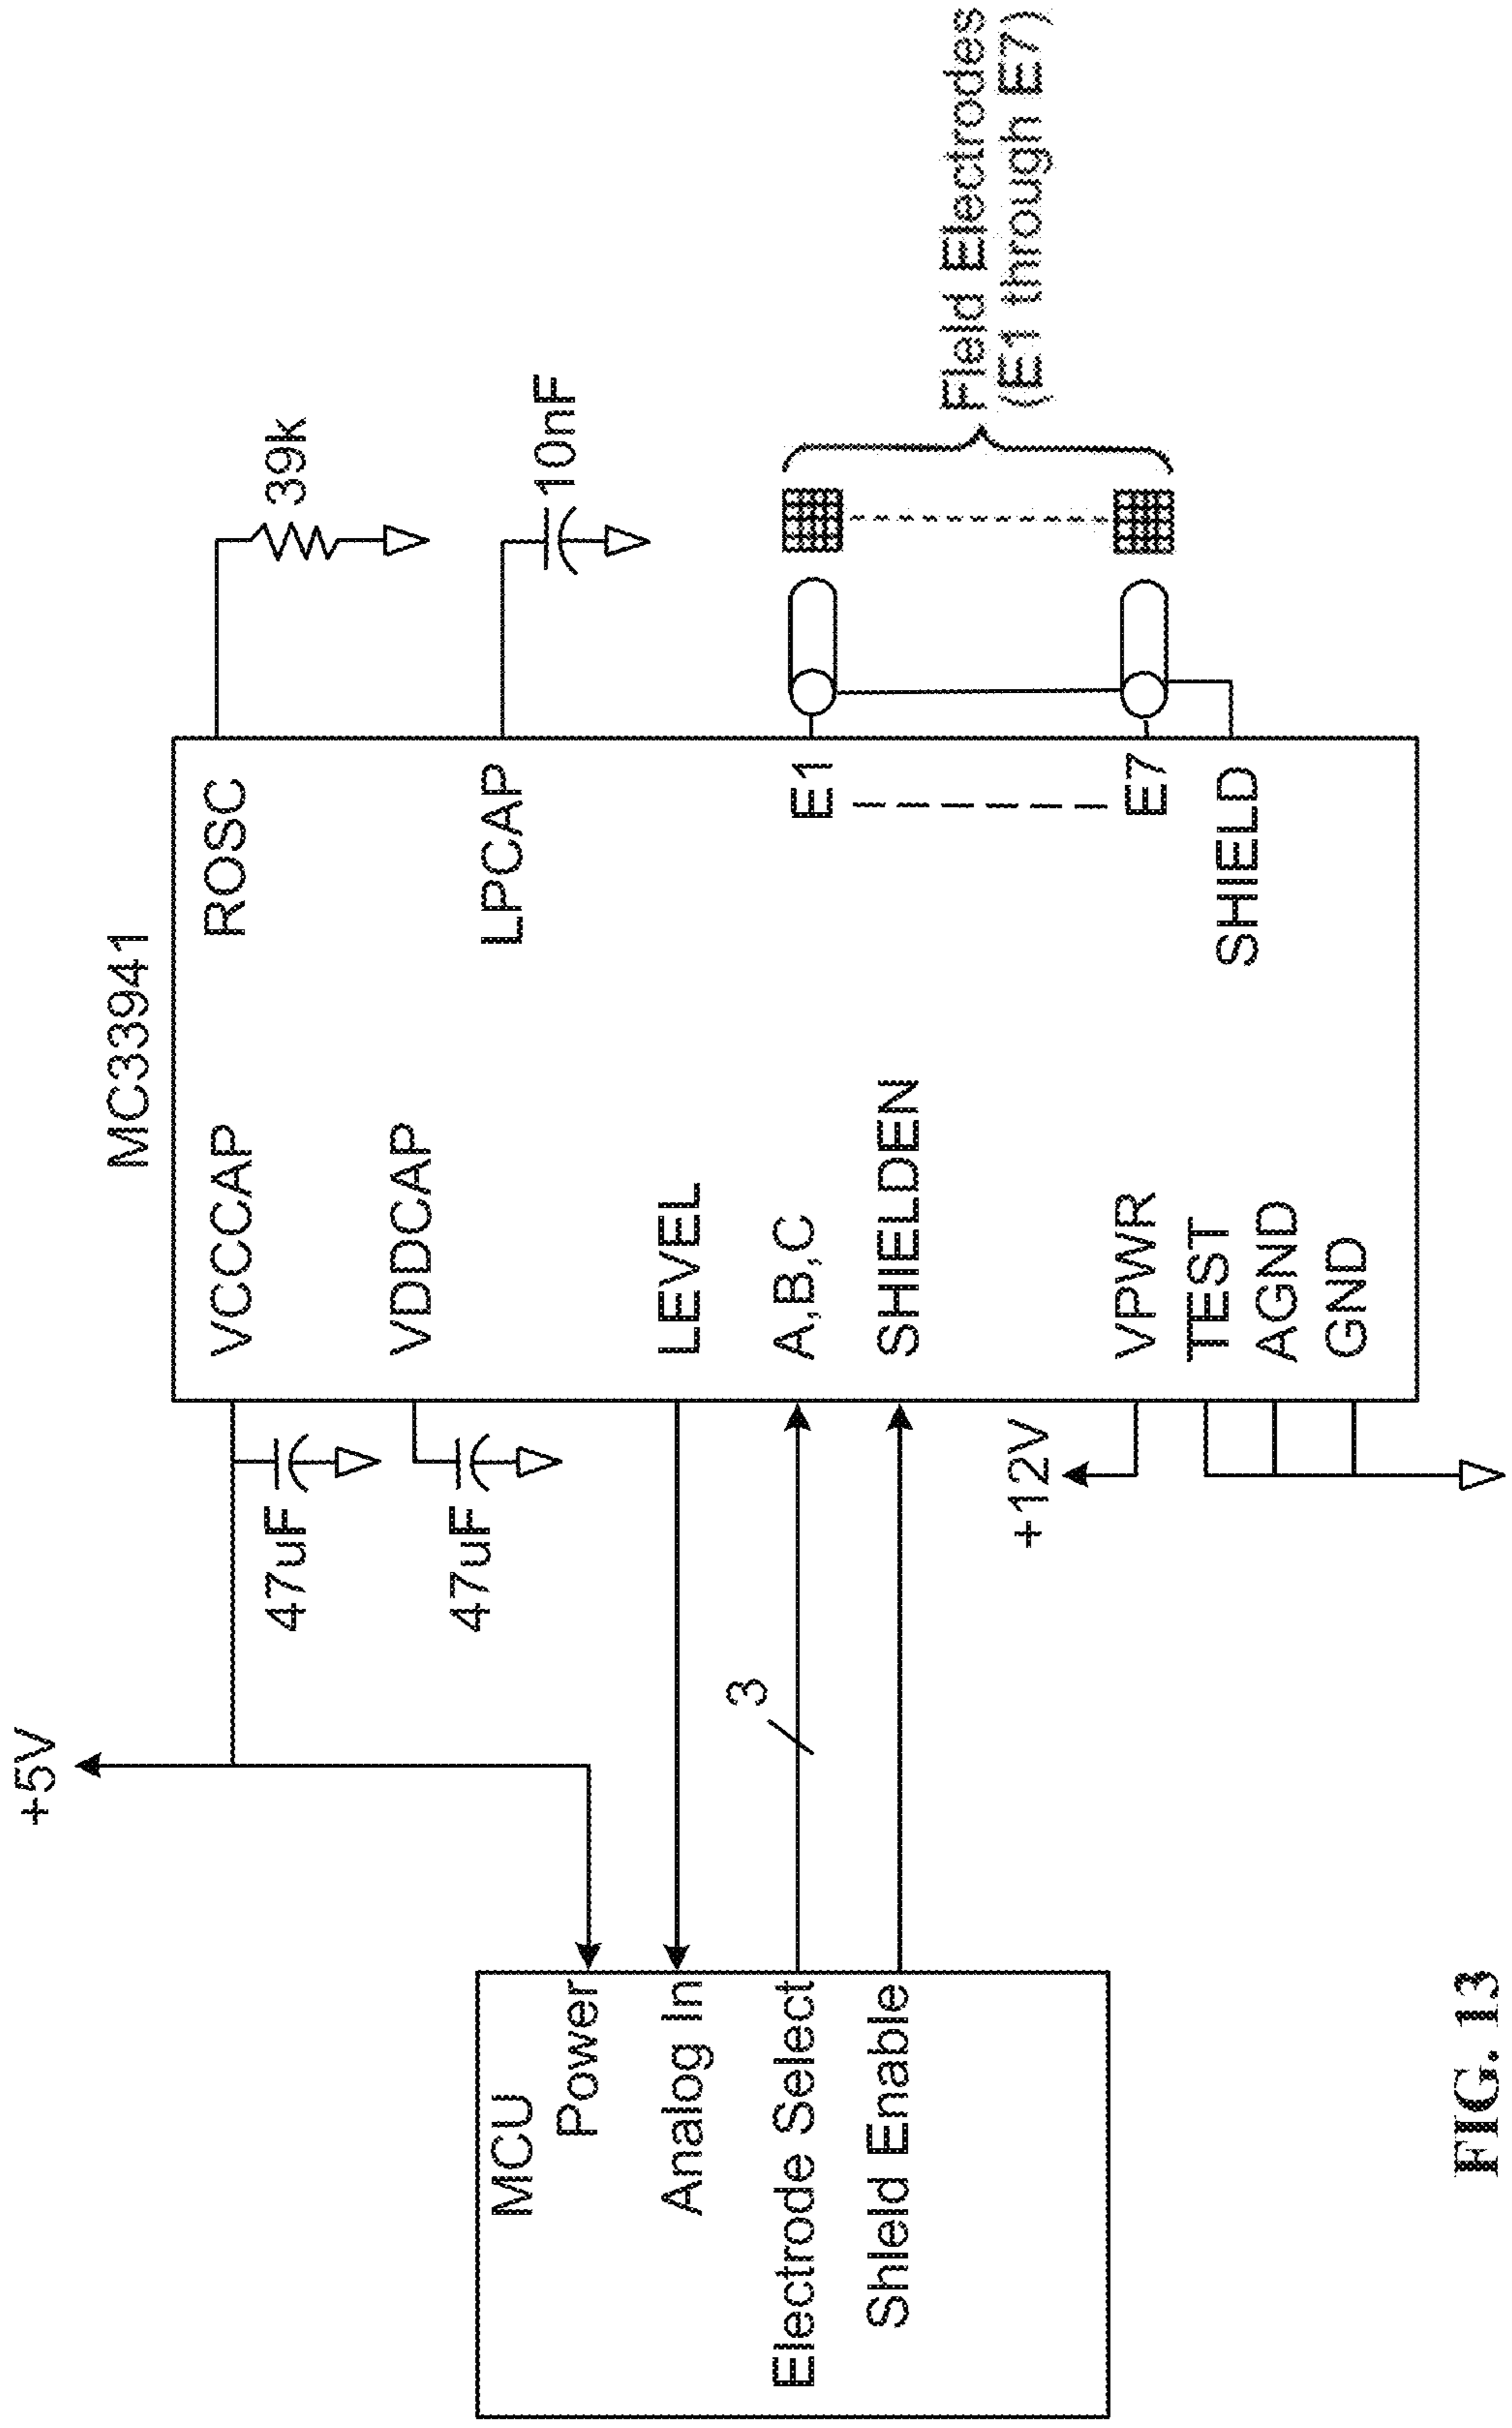 +5V
MC33941
47uF
47uF
VCCCAP
ROSC
39k
VDDCAP
LPCAP
10nF
MCU
Power
Analog In
Electrode Select
Shield Enable
3
LEVEL
A,B,C
SHIELDEN
E1
E7
SHIELD
Field Electrodes
(E1 through E7)
+12V
VPWR
TEST
AGND
GND
FIG. 13